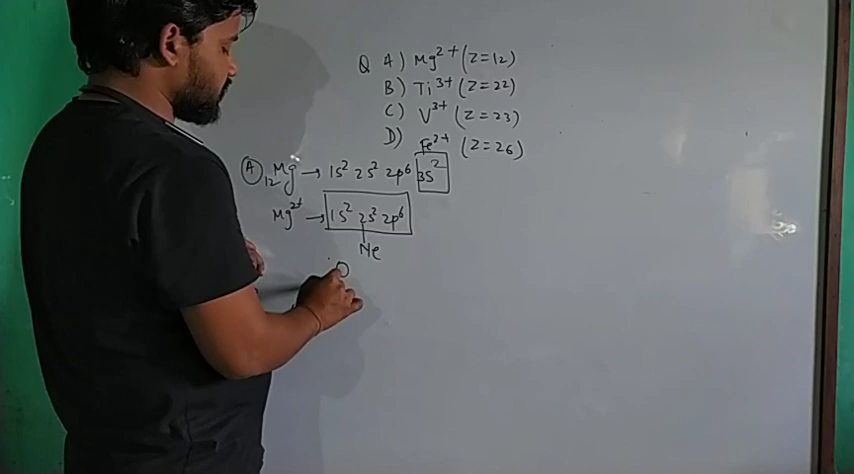 Q A) Mg²⁺ (Z=12)
B) Ti³⁺ (Z=22)
C) V³⁺ (Z=23)
D) Fe²⁺ (Z=26)
Ⓐ ₁₂Mg → 1s² 2s² 2p⁶ 3s²
Mg²⁺ → 1s² 2s² 2p⁶
Ne